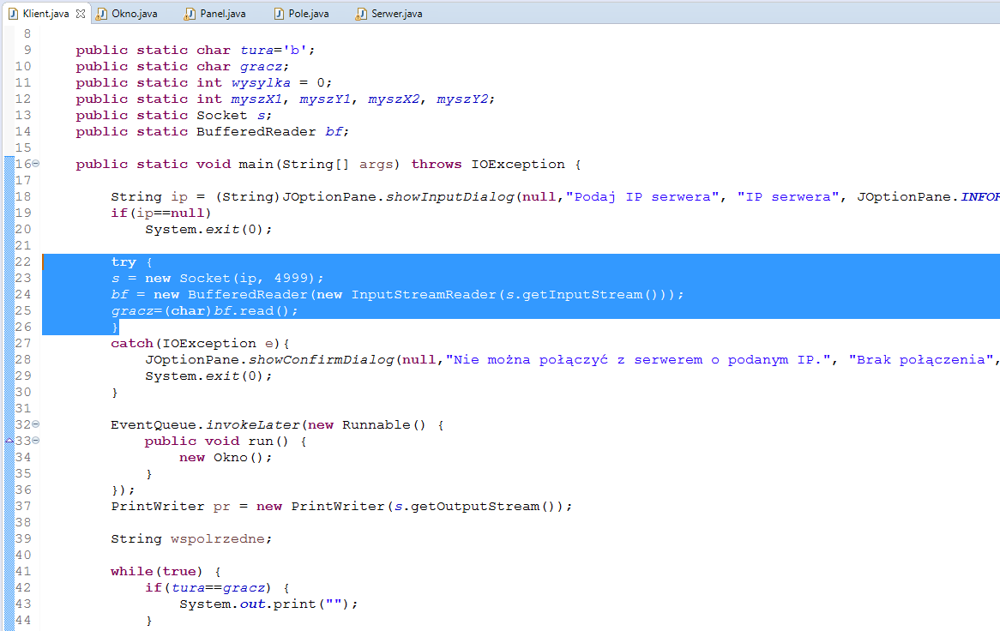 Klient.java Okno.java Panel.java Pole.java Serwer.java
8
9 public static char tura='b';
10 public static char gracz;
11 public static int wysylka = 0;
12 public static int myszX1, myszY1, myszX2, myszY2;
13 public static Socket s;
14 public static BufferedReader bf;
15
16 public static void main(String[] args) throws IOException {
17
18 String ip = (String)JOptionPane.showInputDialog(null,"Podaj IP serwera", "IP serwera", JOptionPane.INFOR
19 if(ip==null)
20 System.exit(0);
21
22 try {
23 s = new Socket(ip, 4999);
24 bf = new BufferedReader(new InputStreamReader(s.getInputStream()));
25 gracz=(char)bf.read();
26 }
27 catch(IOException e){
28 JOptionPane.showConfirmDialog(null,"Nie można połączyć z serwerem o podanym IP.", "Brak połączenia",
29 System.exit(0);
30 }
31
32 EventQueue.invokeLater(new Runnable() {
33 public void run() {
34 new Okno();
35 }
36 });
37 PrintWriter pr = new PrintWriter(s.getOutputStream());
38
39 String wspolrzedne;
40
41 while(true) {
42 if(tura==gracz) {
43 System.out.print("");
44 }